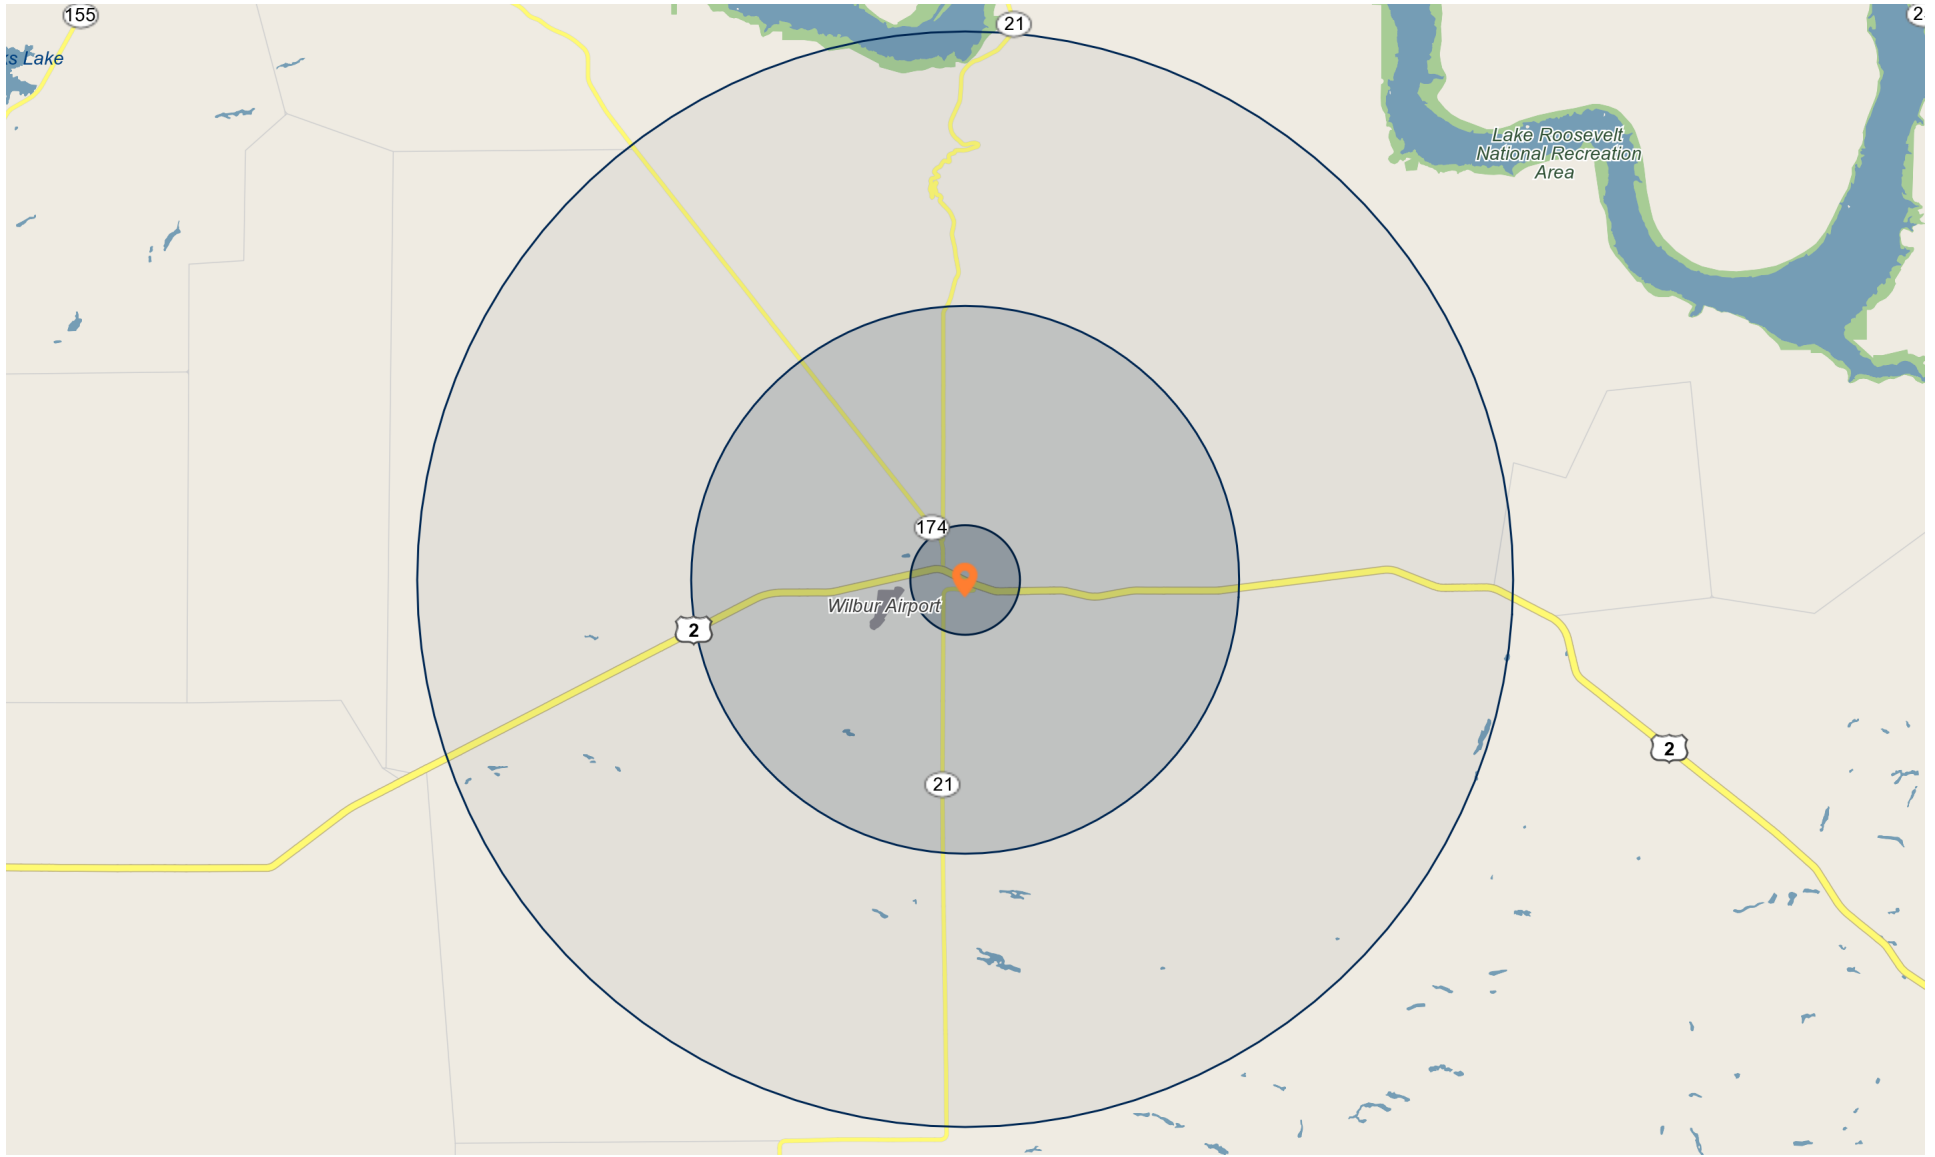 155
21
s Lake
Lake Roosevelt
National Recreation
Area
174
Wilbur Airport
2
2
21